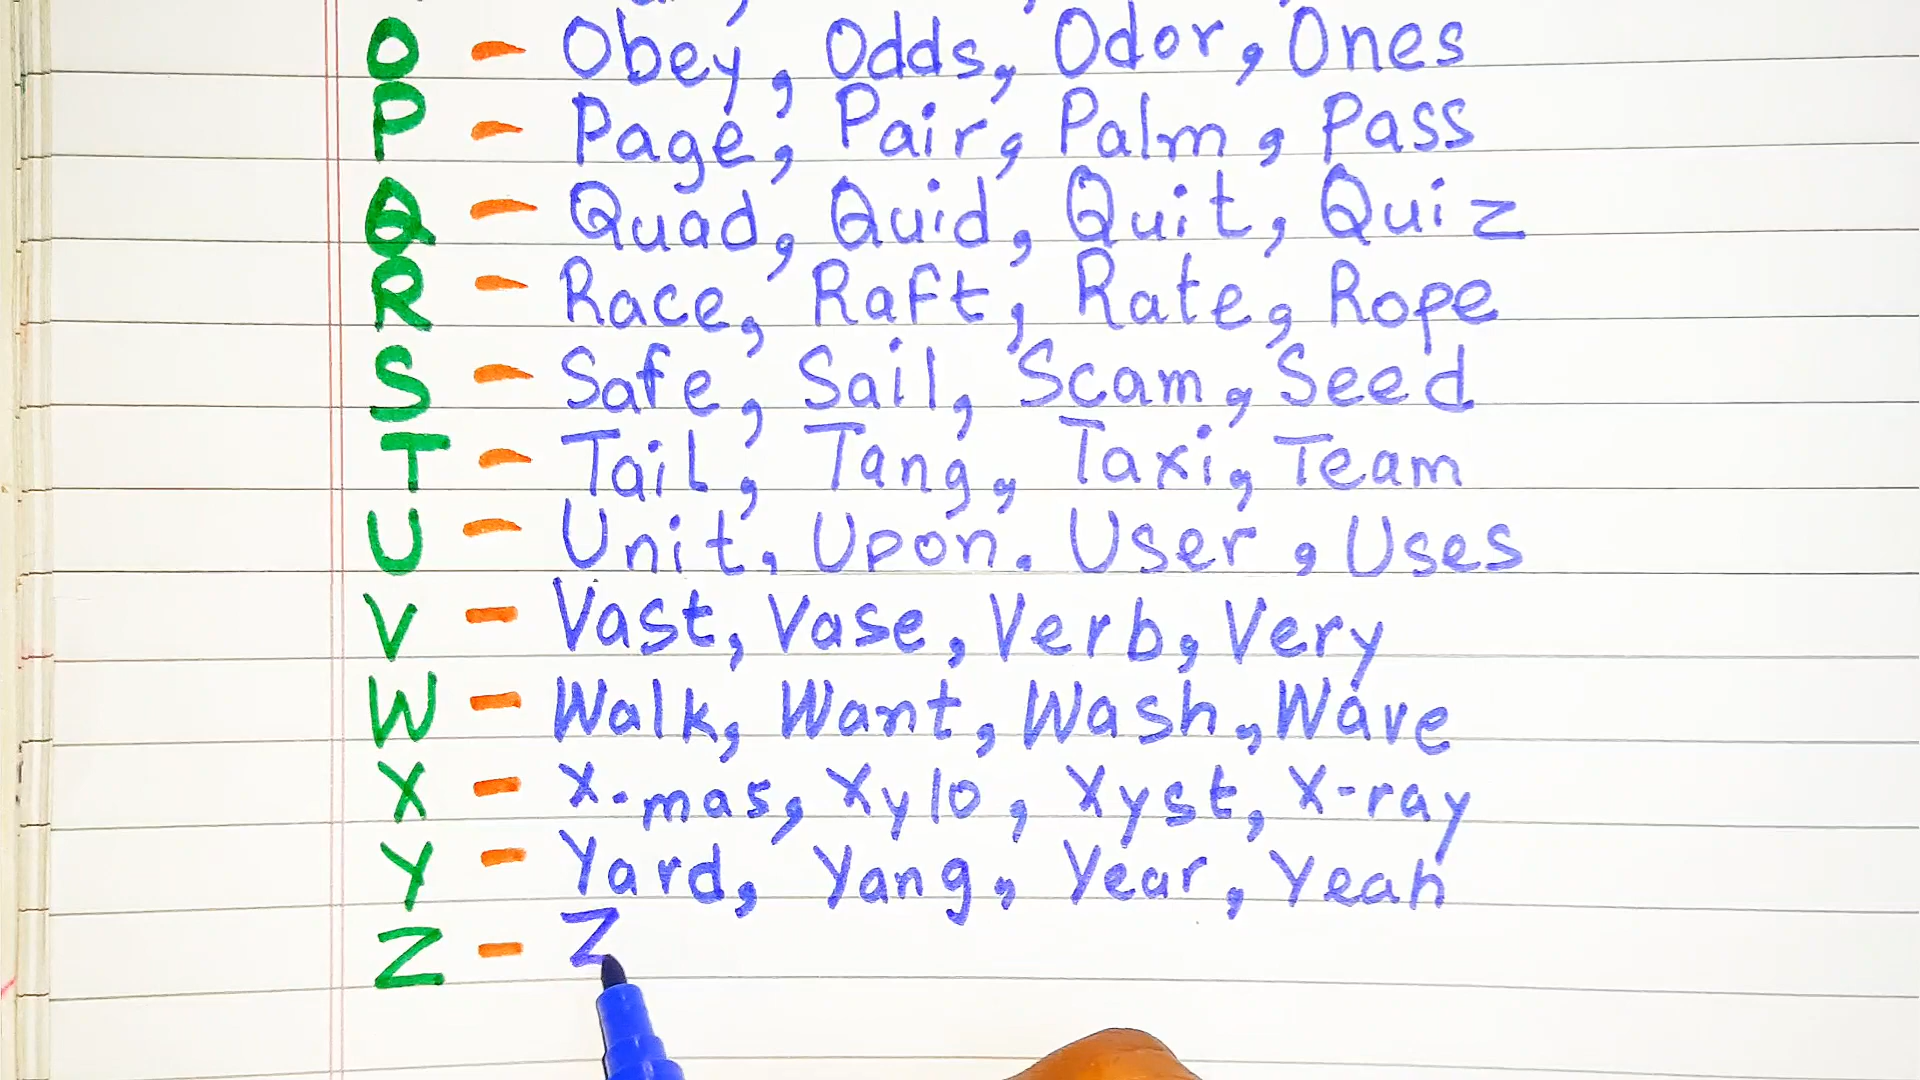 O - Obey, Odds, Odor, Ones
P - Page, Pair, Palm, Pass
Q - Quad, Quid, Quit, Quiz
R - Race, Raft, Rate, Rope
S - Safe, Sail, Scam, Seed
T - Tail, Tang, Taxi, Team
U - Unit, Upon. User, Uses
V - Vast, Vase, Verb, Very
W - Walk, Want, Wash, Wave
X - X-mas, Xylo, Xyst, X-ray
Y - Yard, Yang, Year, Yeah
Z - Z